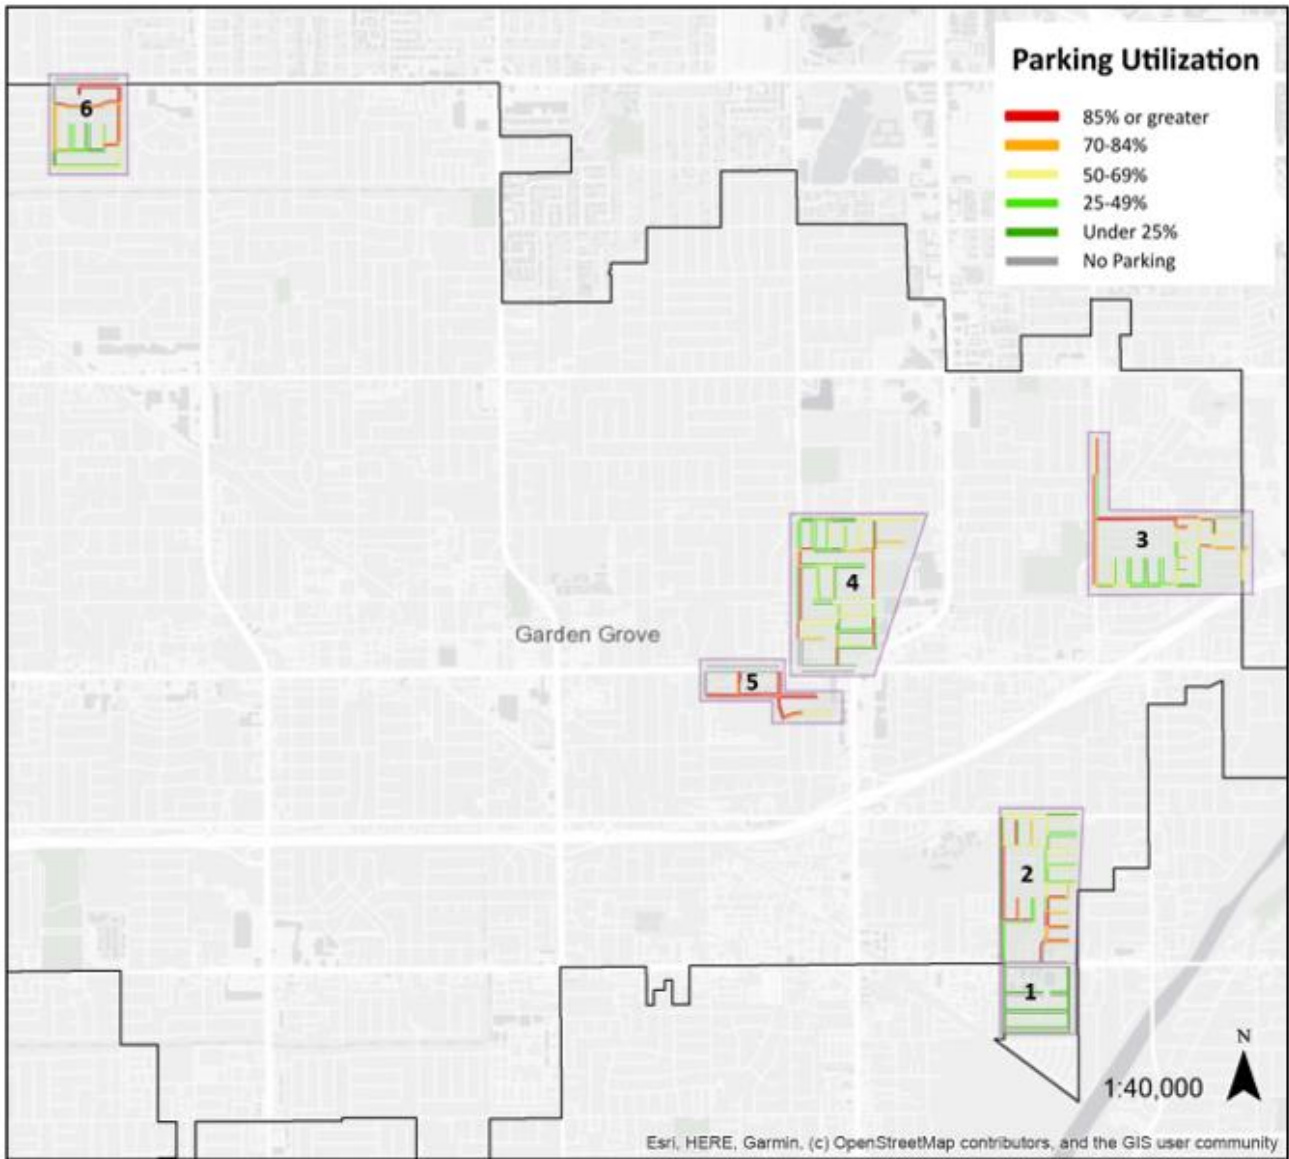 Parking Utilization
85% or greater
70-84%
50-69%
25-49%
Under 25%
No Parking
6
3
4
Garden Grove
5
2
1
N
1:40,000
Esri, HERE, Garmin, (c) OpenStreetMap contributors, and the GIS user community